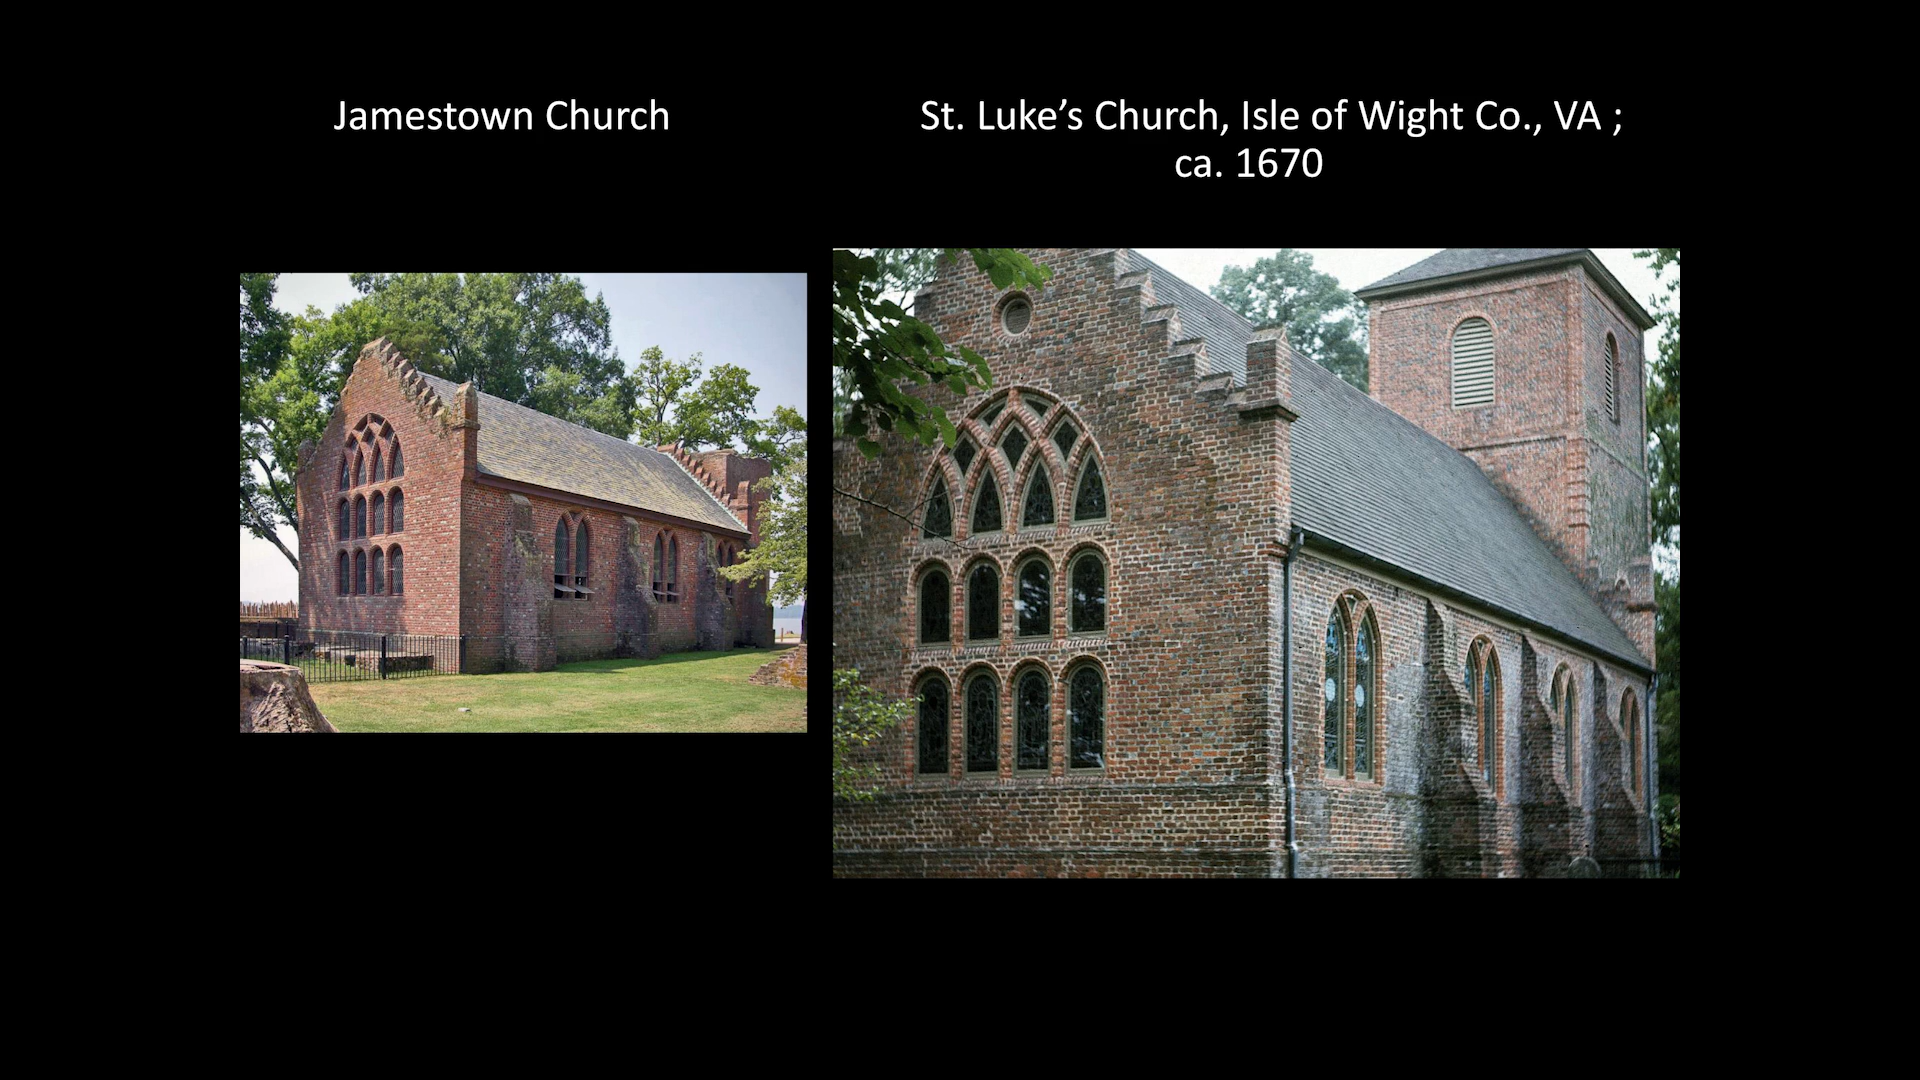 Jamestown Church
St. Luke’s Church, Isle of Wight Co., VA ;
ca. 1670